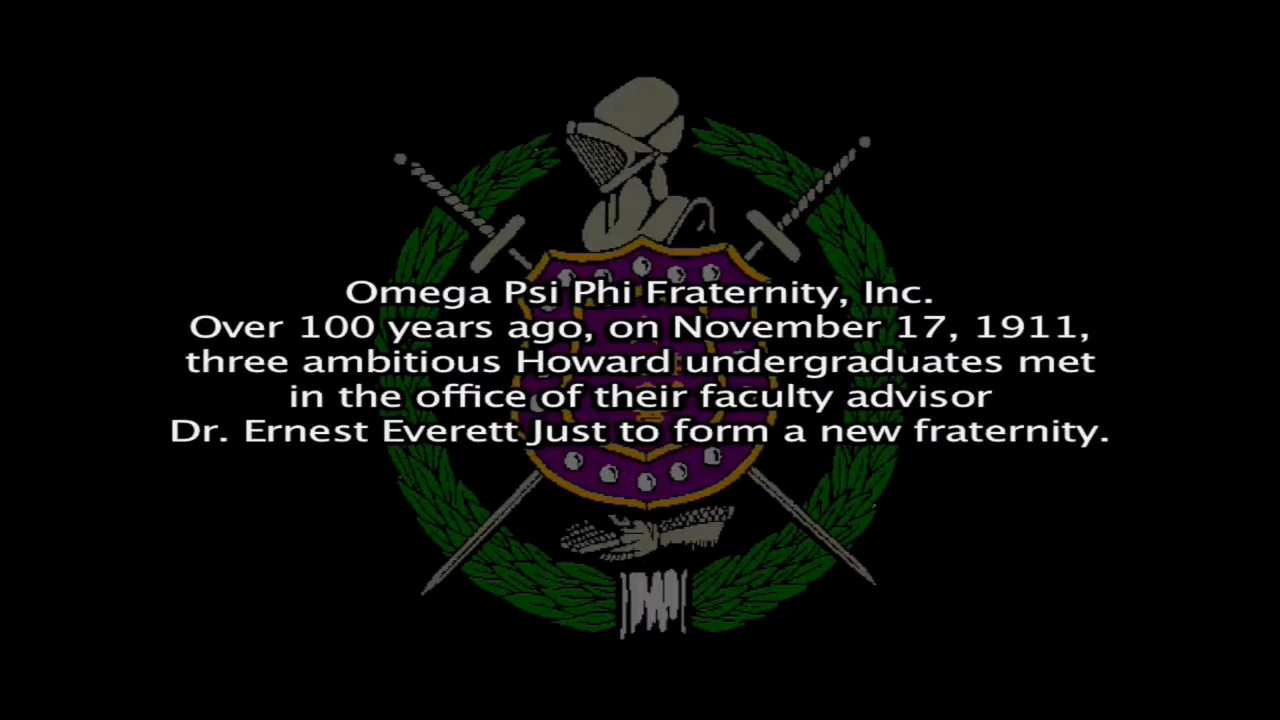 Omega Psi Phi Fraternity, Inc.
Over 100 years ago, on November 17, 1911,
three ambitious Howard undergraduates met
in the office of their faculty advisor
Dr. Ernest Everett Just to form a new fraternity.